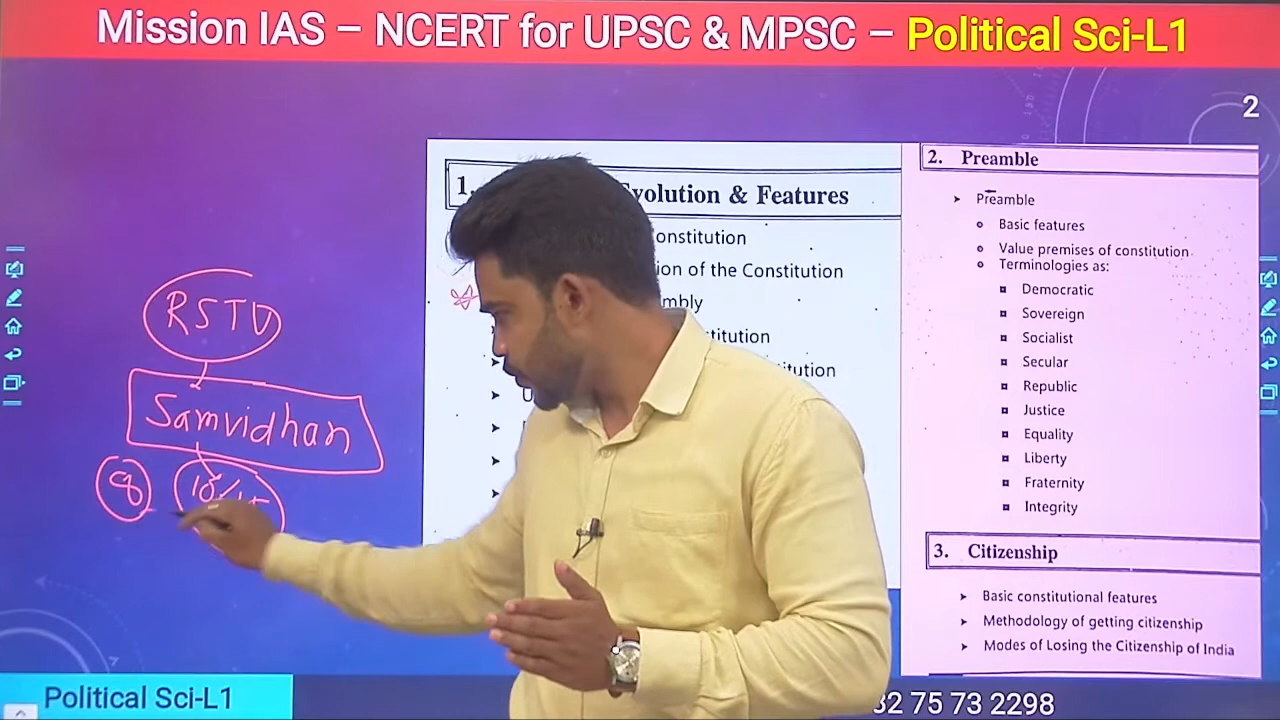 Mission IAS – NCERT for UPSC & MPSC – Political Sci-L1
2
1. volution & Features
onstitution
ion of the Constitution
mbly
titution
itution
2. Preamble
Preamble
Basic features
Value premises of constitution
Terminologies as:
Democratic
Sovereign
Socialist
Secular
Republic
Justice
Equality
Liberty
Fraternity
Integrity
3. Citizenship
Basic constitutional features
Methodology of getting citizenship
Modes of Losing the Citizenship of India
RSTV
Samvidhan
Political Sci-L1
32 75 73 2298